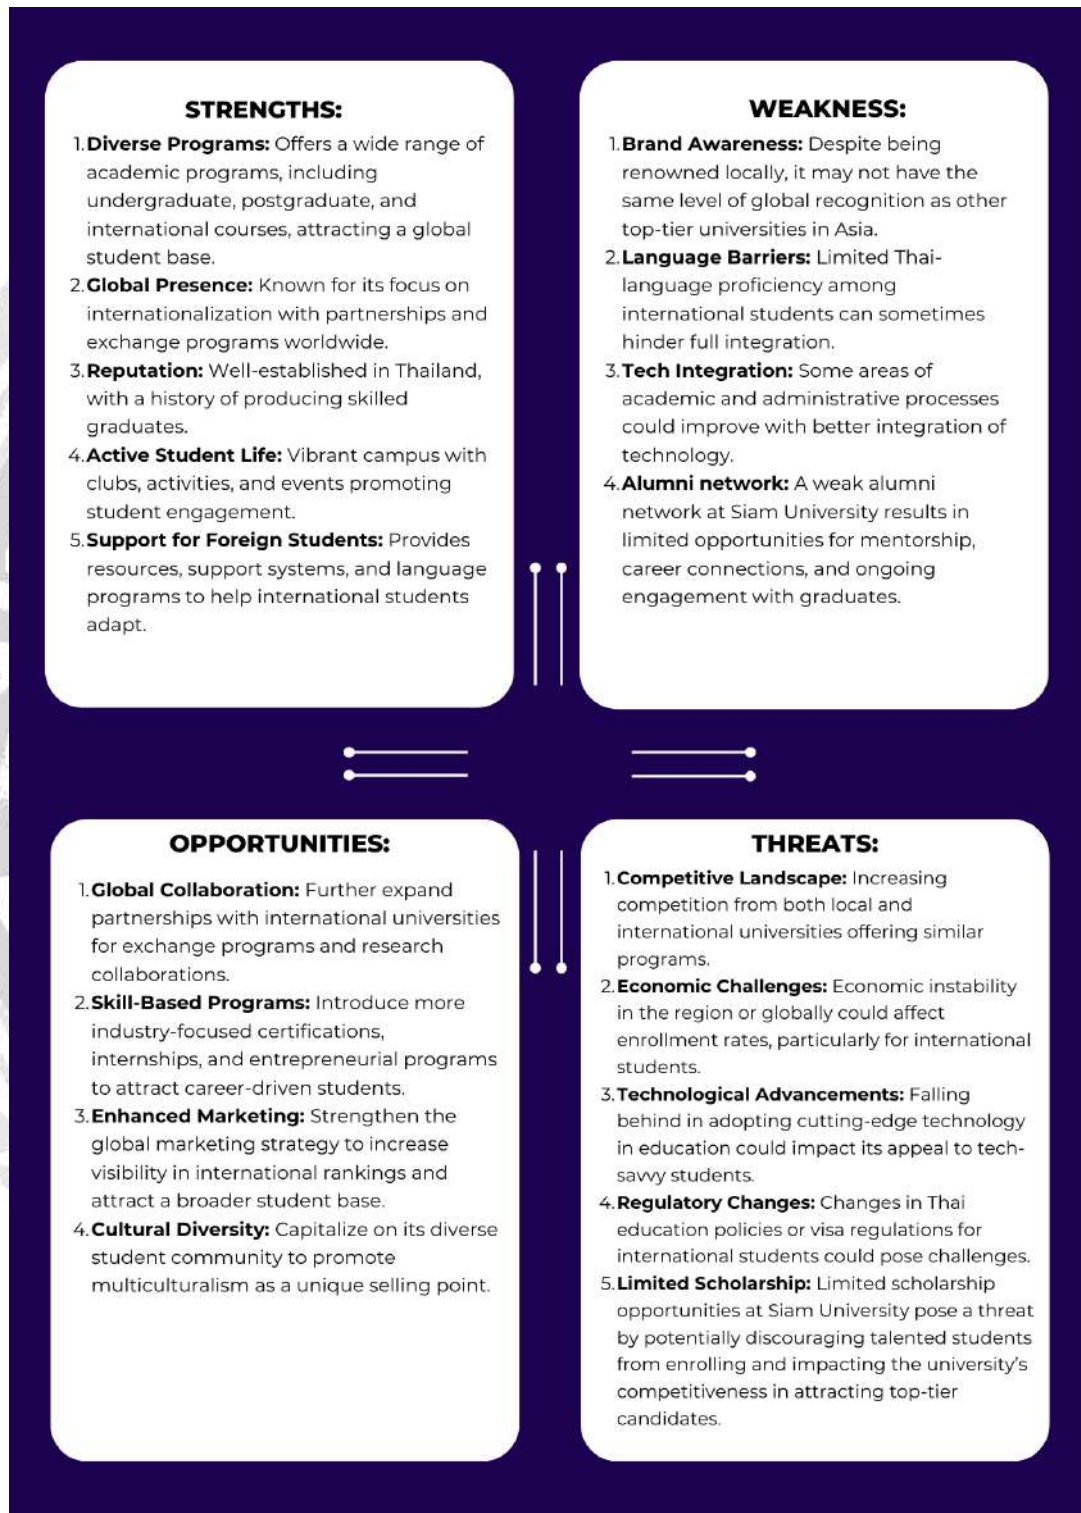 STRENGTHS:
1. Diverse Programs: Offers a wide range of
academic programs, including
undergraduate, postgraduate, and
international courses, attracting a global
student base.
2. Global Presence: Known for its focus on
internationalization with partnerships and
exchange programs worldwide.
3. Reputation: Well-established in Thailand,
with a history of producing skilled
graduates.
4. Active Student Life: Vibrant campus with
clubs, activities, and events promoting
student engagement.
5. Support for Foreign Students: Provides
resources, support systems, and language
programs to help international students
adapt.
WEAKNESS:
1. Brand Awareness: Despite being
renowned locally, it may not have the
same level of global recognition as other
top-tier universities in Asia.
2. Language Barriers: Limited Thai-
language proficiency among
international students can sometimes
hinder full integration.
3. Tech Integration: Some areas of
academic and administrative processes
could improve with better integration of
technology.
4. Alumni network: A weak alumni
network at Siam University results in
limited opportunities for mentorship,
career connections, and ongoing
engagement with graduates.
OPPORTUNITIES:
1. Global Collaboration: Further expand
partnerships with international universities
for exchange programs and research
collaborations.
2. Skill-Based Programs: Introduce more
industry-focused certifications,
internships, and entrepreneurial programs
to attract career-driven students.
3. Enhanced Marketing: Strengthen the
global marketing strategy to increase
visibility in international rankings and
attract a broader student base.
4. Cultural Diversity: Capitalize on its diverse
student community to promote
multiculturalism as a unique selling point.
THREATS:
1. Competitive Landscape: Increasing
competition from both local and
international universities offering similar
programs.
2. Economic Challenges: Economic instability
in the region or globally could affect
enrollment rates, particularly for international
students.
3. Technological Advancements: Falling
behind in adopting cutting-edge technology
in education could impact its appeal to tech-
savvy students.
4. Regulatory Changes: Changes in Thai
education policies or visa regulations for
international students could pose challenges.
5. Limited Scholarship: Limited scholarship
opportunities at Siam University pose a threat
by potentially discouraging talented students
from enrolling and impacting the university's
competitiveness in attracting top-tier
candidates.